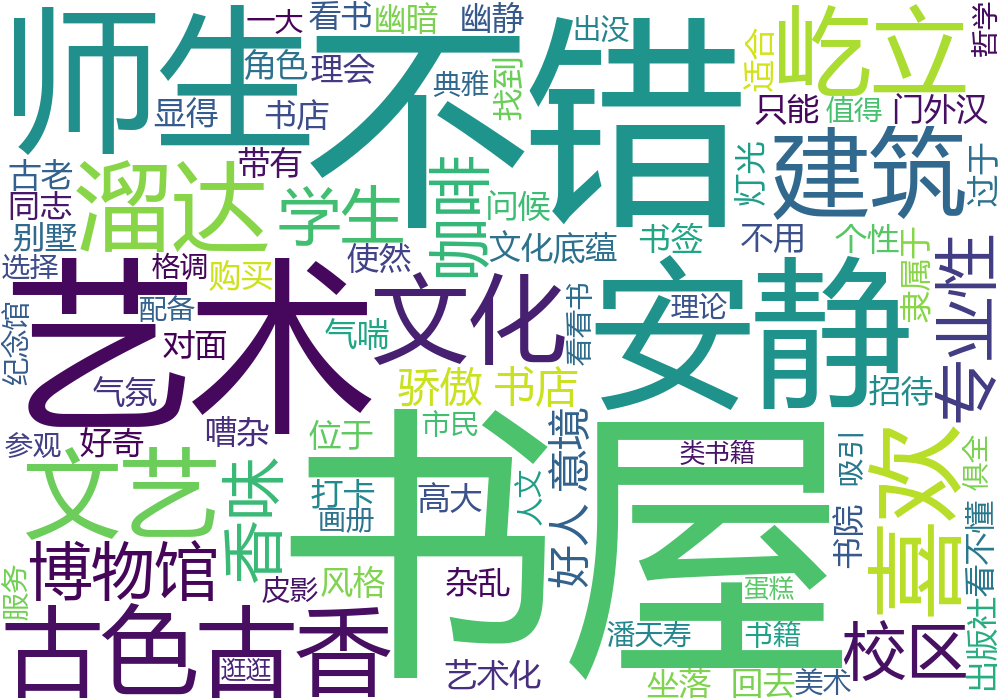 师生
一大
看书
幽暗
幽静
不错
出没
适合
屹立
哲学
角色
理会
典雅
找到
显得
书店
只能
值得
门外汉
带有
古老
溜达
学生
咖啡
问候
灯光
建筑
过于
同志
别墅
使然
文化底蕴
书签
不用
个性
隶属于
专业性
选择
格调
购买
艺术
配备
纪念馆
对面
气喘
文化
看看书
安静
理论
气氛
骄傲
书店
招待
参观
好奇
嘈杂
位于
市民
意境
书屋
类书籍
吸引
喜欢
俱全
文艺
香味
打卡
画册
高大
人文
好人
书院
看不懂
博物馆
服务
皮影
风格
杂乱
蛋糕
古色古香
逛逛
潘天寿
书籍
校区
出版社
艺术化
坐落
回去
美术